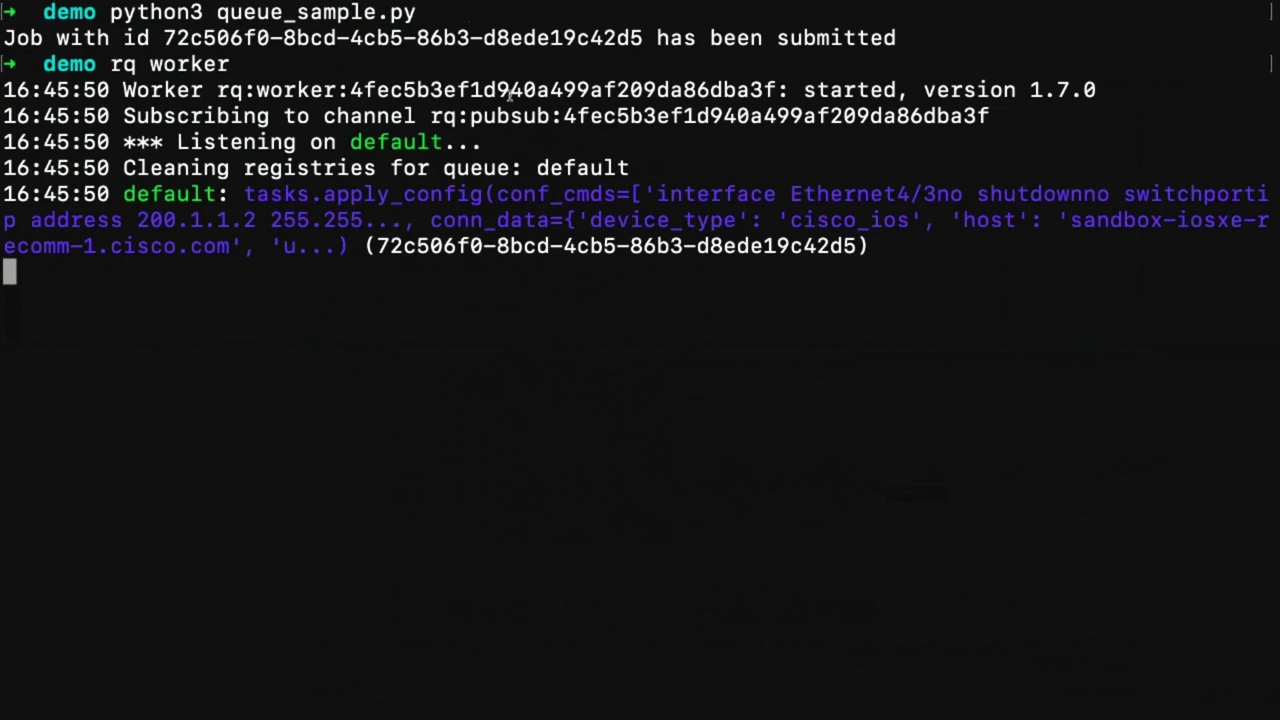 ➜  demo python3 queue_sample.py
Job with id 72c506f0-8bcd-4cb5-86b3-d8ede19c42d5 has been submitted
➜  demo rq worker
16:45:50 Worker rq:worker:4fec5b3ef1d940a499af209da86dba3f: started, version 1.7.0
16:45:50 Subscribing to channel rq:pubsub:4fec5b3ef1d940a499af209da86dba3f
16:45:50 *** Listening on default...
16:45:50 Cleaning registries for queue: default
16:45:50 default: tasks.apply_config(conf_cmds=['interface Ethernet4/3no shutdownno switchporti
p address 200.1.1.2 255.255..., conn_data={'device_type': 'cisco_ios', 'host': 'sandbox-iosxe-r
ecomm-1.cisco.com', 'u...) (72c506f0-8bcd-4cb5-86b3-d8ede19c42d5)